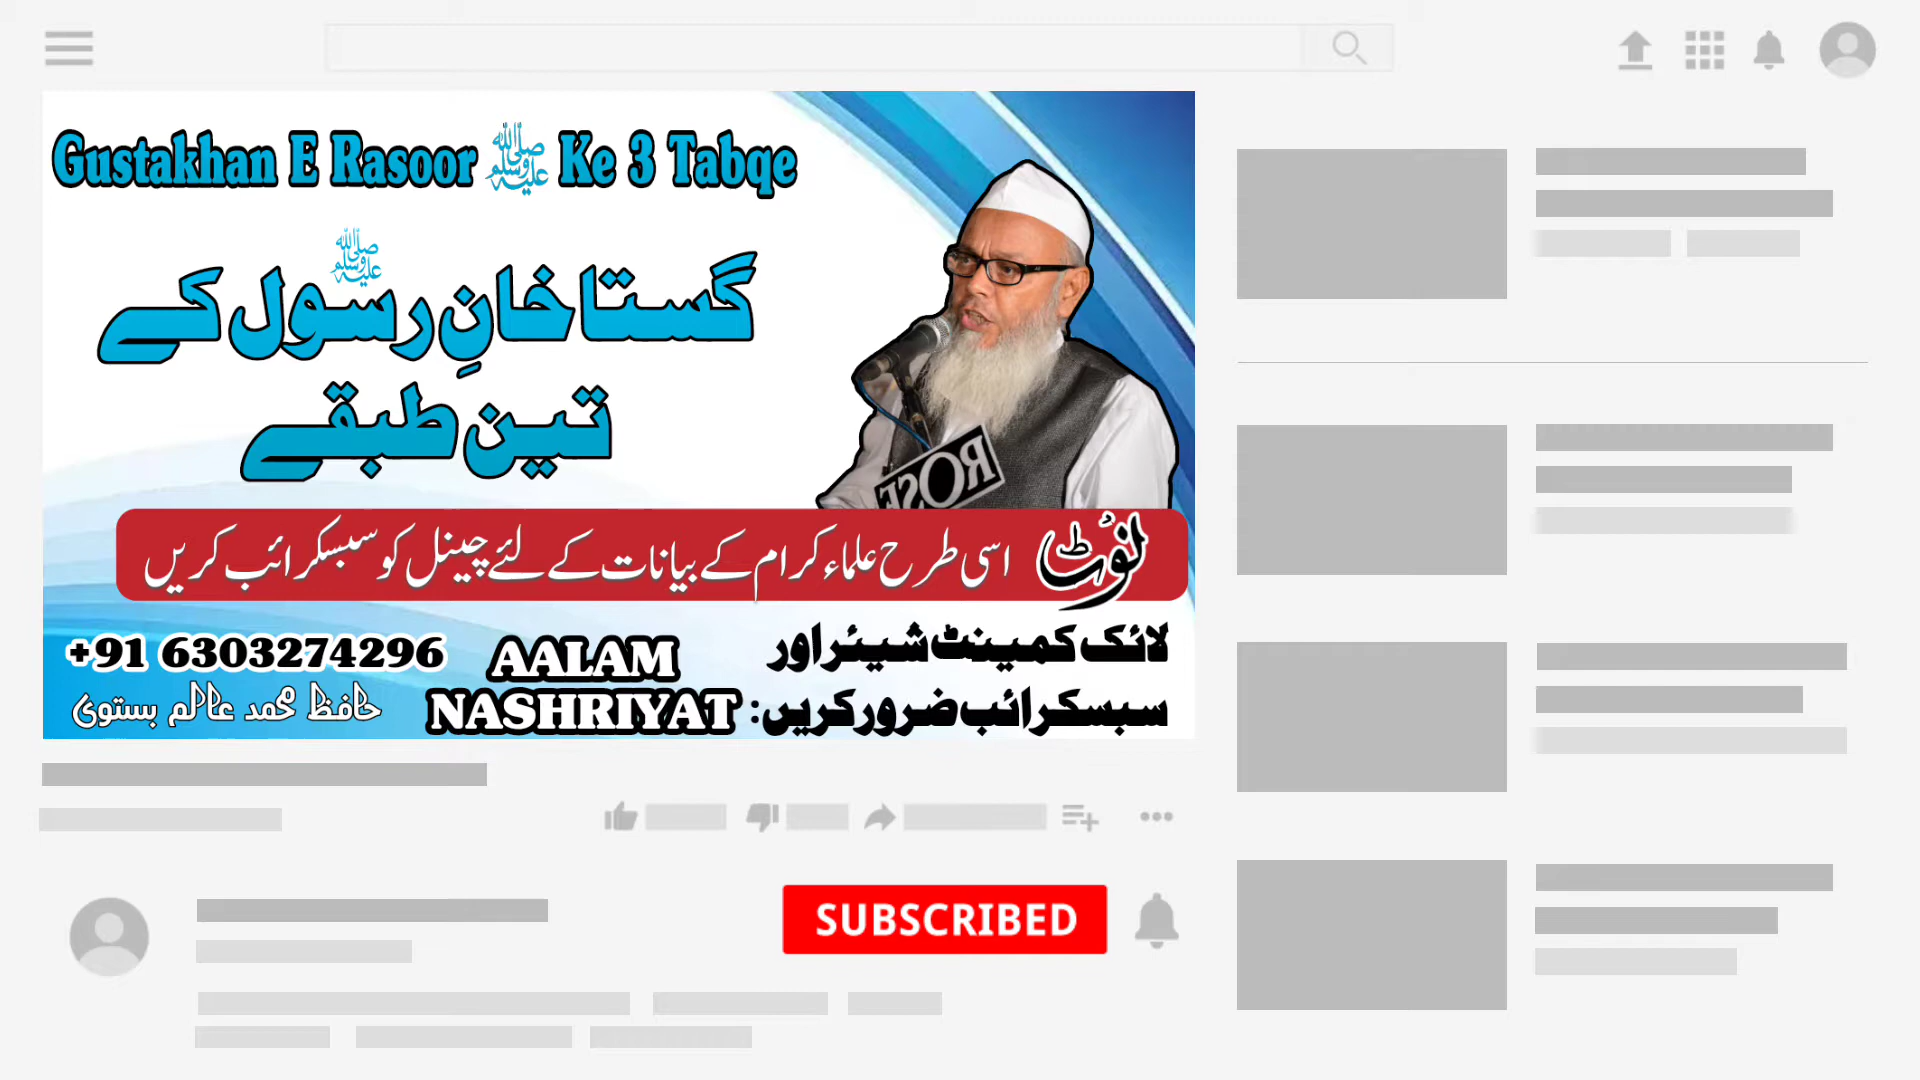 Gustakhan E Rasoor ﷺ Ke 3 Tabqe
ﷺ
گستاخانِ رسول کے
تین طبقے
ROSE
نوٹ اسی طرح علماء کرام کے بیانات کے لئے چینل کو سبسکرائب کریں
لائک کمینٹ شیئر اور
سبسکرائب ضرور کریں:
AALAM
NASHRIYAT
+91 6303274296
حافظ محمد عالم بستوی
SUBSCRIBED